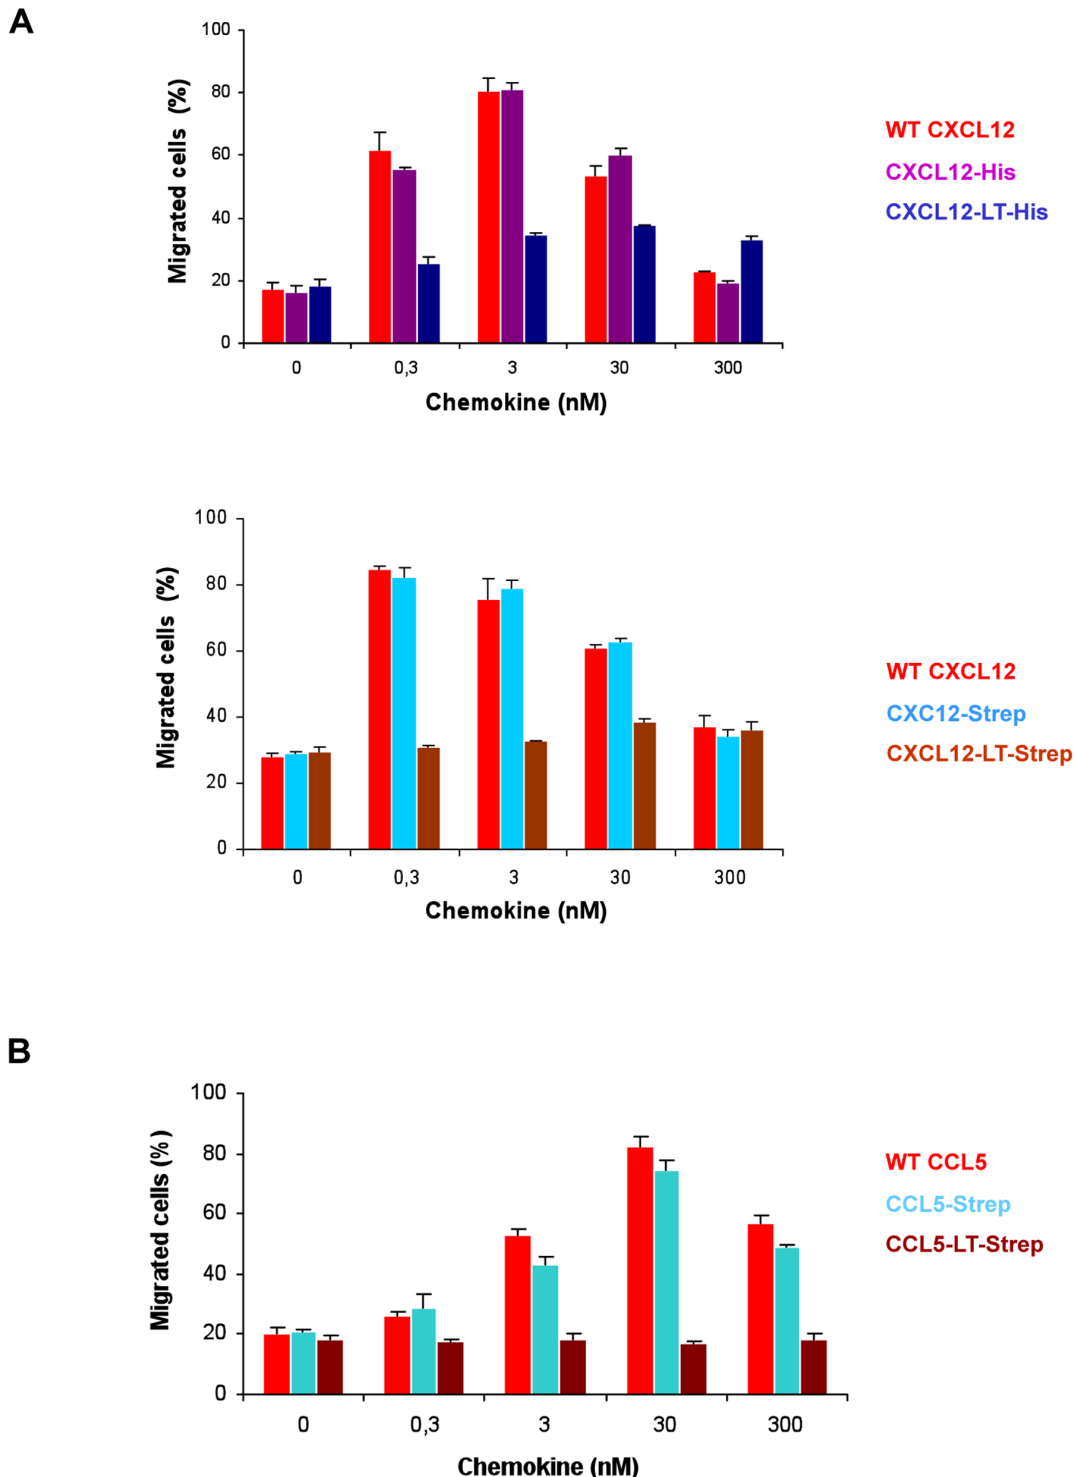 A
100
80
60
40
20
0
Migrated cells (%)
0 0,3 3 30 300
Chemokine (nM)
WT CXCL12
CXCL12-His
CXCL12-LT-His
100
80
60
40
20
0
Migrated cells (%)
0 0,3 3 30 300
Chemokine (nM)
WT CXCL12
CXC12-Strep
CXCL12-LT-Strep
B
100
80
60
40
20
0
Migrated cells (%)
0 0,3 3 30 300
Chemokine (nM)
WT CCL5
CCL5-Strep
CCL5-LT-Strep